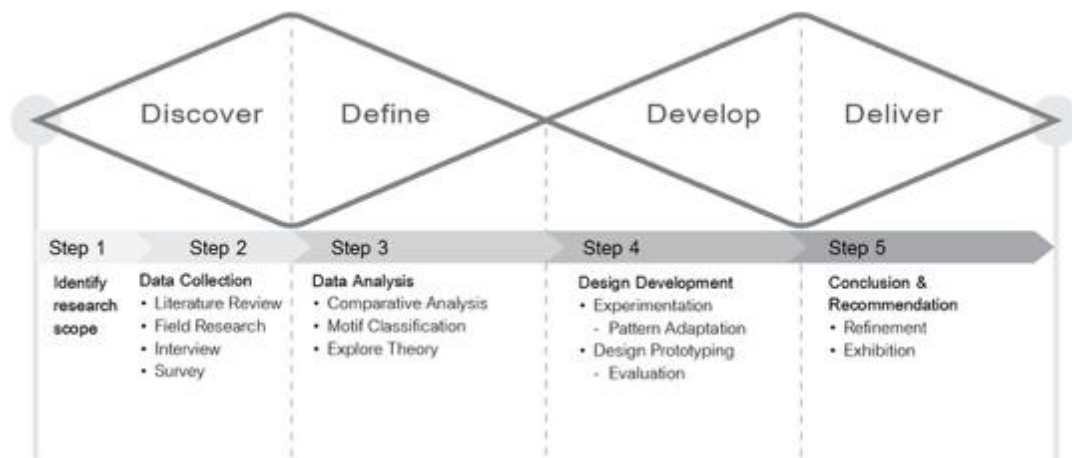 Discover
Define
Develop
Deliver
Step 1
Step 2
Step 3
Step 4
Step 5
Identify
research
scope
Data Collection
• Literature Review
• Field Research
• Interview
• Survey
Data Analysis
• Comparative Analysis
• Motif Classification
• Explore Theory
Design Development
• Experimentation
- Pattern Adaptation
• Design Prototyping
- Evaluation
Conclusion &
Recommendation
• Refinement
• Exhibition